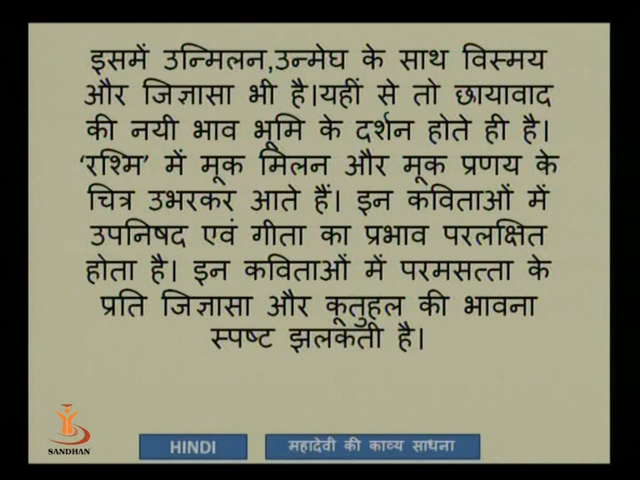 इसमें उन्मिलन,उन्मेघ के साथ विस्मय
और जिज्ञासा भी है।यहीं से तो छायावाद
की नयी भाव भूमि के दर्शन होते ही है।
‘रश्मि’ में मूक मिलन और मूक प्रणय के
चित्र उभरकर आते हैं। इन कविताओं में
उपनिषद एवं गीता का प्रभाव परलक्षित
होता है। इन कविताओं में परमसत्ता के
प्रति जिज्ञासा और कूतुहल की भावना
स्पष्ट झलकती है।
SANDHAN
HINDI
महादेवी की काव्य साधना